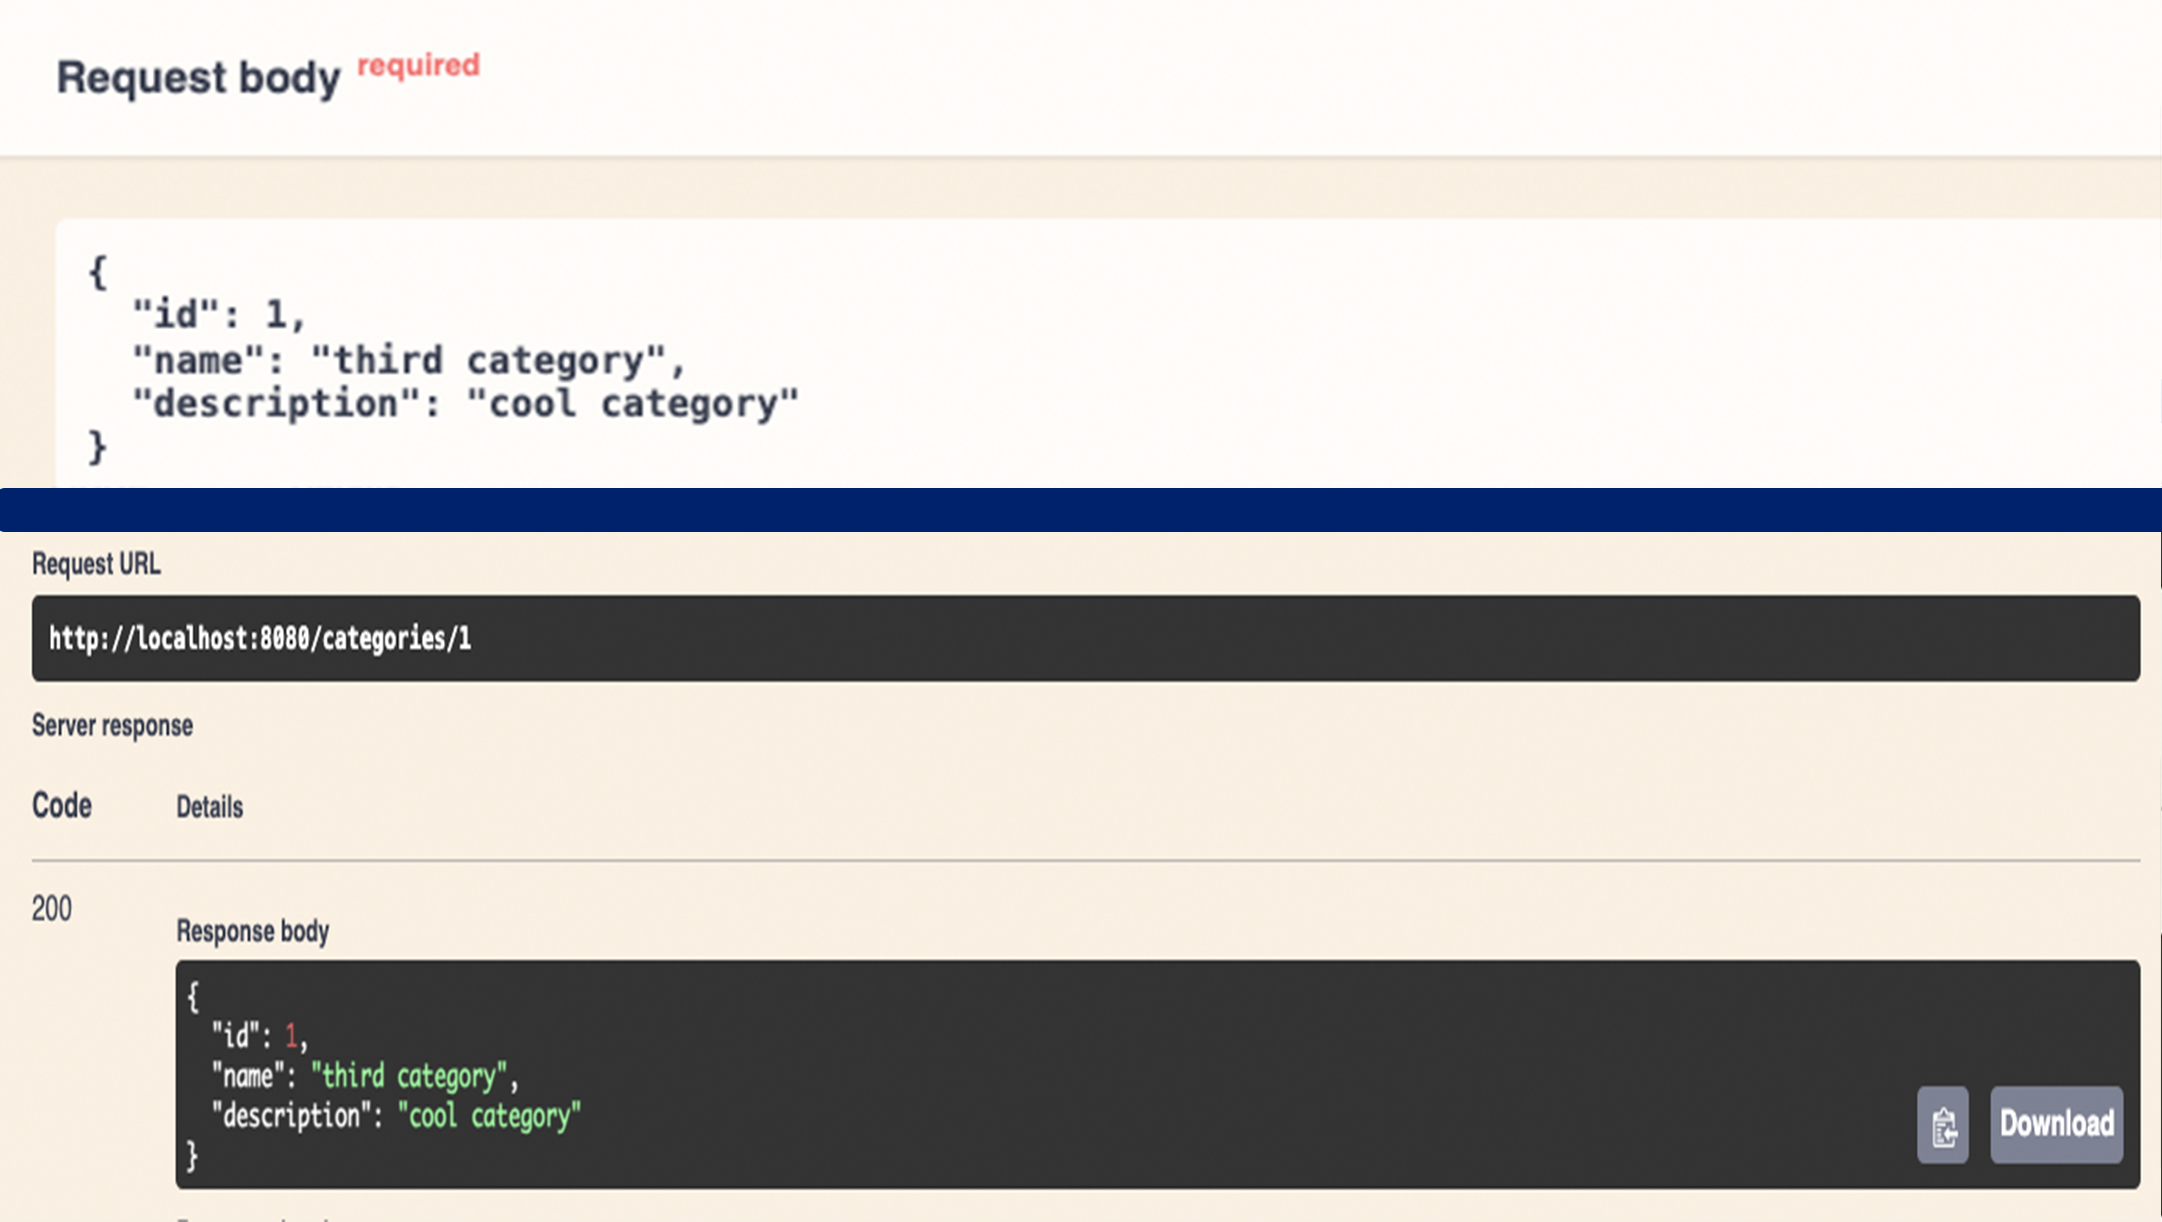 Request body required
{
"id": 1,
"name": "third category",
"description": "cool category"
}
Request URL
http://localhost:8080/categories/1
Server response
Code Details
200
Response body
{
"id": 1,
"name": "third category",
"description": "cool category"
}
Download